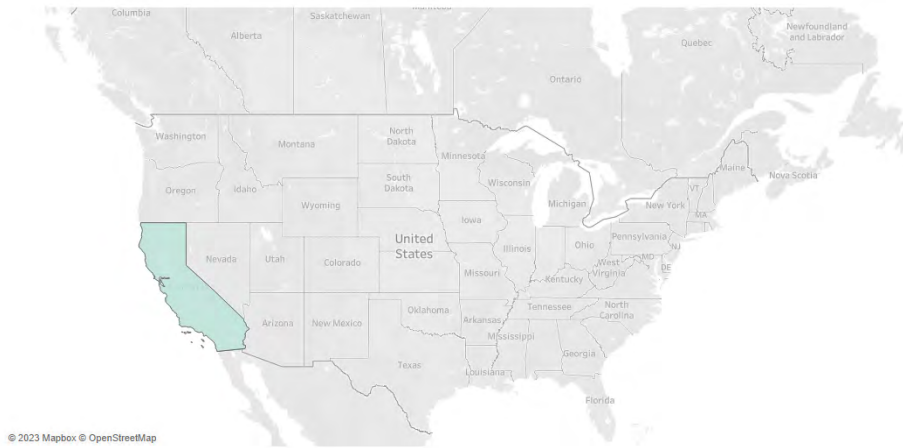 Columbia
Saskatchewan
Alberta
Newfoundland
and Labrador
Quebec
Ontario
Washington
Montana
North
Dakota
Minnesota
Maine
Nova Scotia
Oregon
Idaho
South
Dakota
Wisconsin
Michigan
VT
New York
MA
Wyoming
Iowa
Nevada
Utah
Colorado
United
States
Illinois
Ohio
Pennsylvania
NJ
MD
DE
West
Virginia
Missouri
Kentucky
Arizona
New Mexico
Oklahoma
Arkansas
Tennessee
North
Carolina
Mississippi
Georgia
Texas
Louisiana
Florida
© 2023 Mapbox © OpenStreetMap